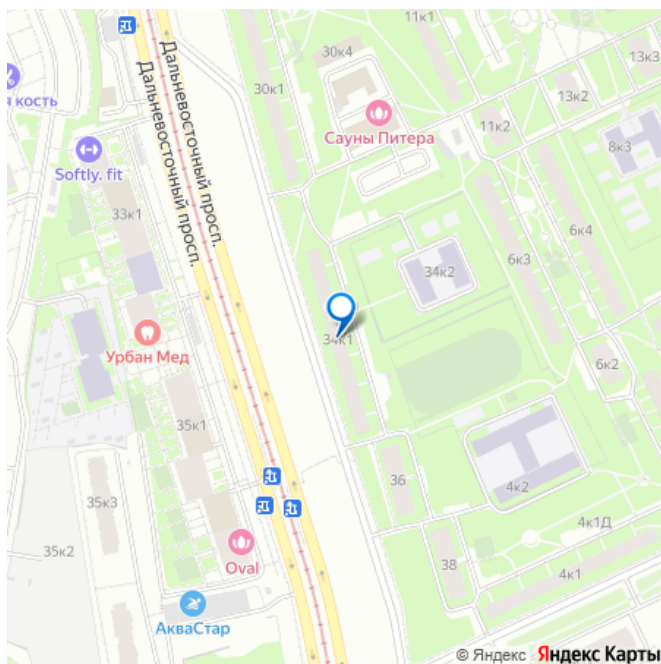 11к1
30к4
13к3
я кость
30к1
13к2
Сауны Питера
11к2
Дальневосточный просп.
Дальневосточный просп.
8к3
Softly. fit
33к1
6к4
34к2
6к3
34к1
Урбан Мед
6к2
35к1
36
4к2
35к3
4к1Д
35к2
38
Oval
4к1
АкваСтар
© Яндекс Яндекс Карты